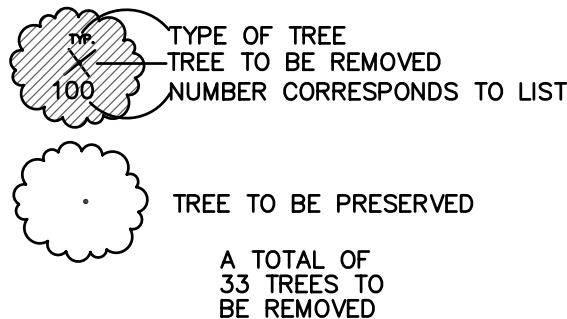 TYP.
TYPE OF TREE
TREE TO BE REMOVED
100
NUMBER CORRESPONDS TO LIST
TREE TO BE PRESERVED
A TOTAL OF
33 TREES TO
BE REMOVED